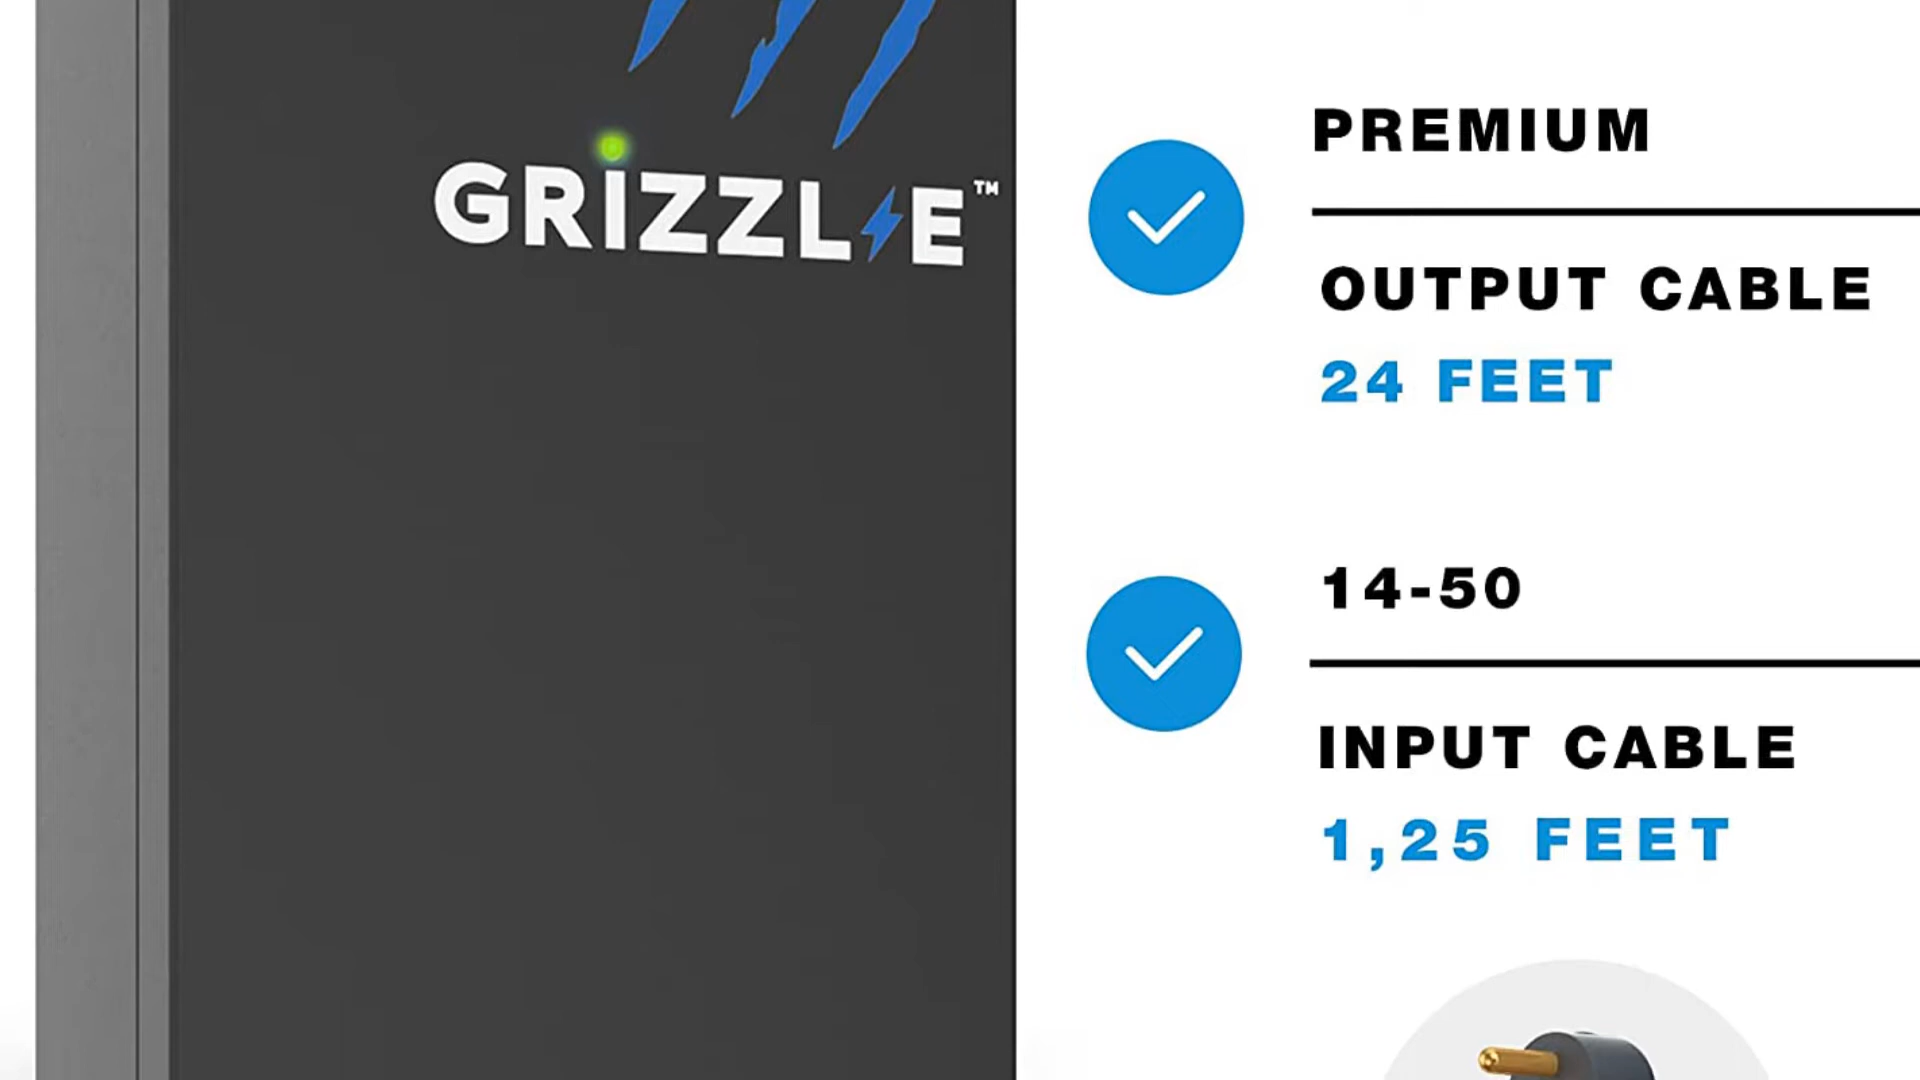 GRIZZL E™
PREMIUM
OUTPUT CABLE
24 FEET
14-50
INPUT CABLE
1,25 FEET